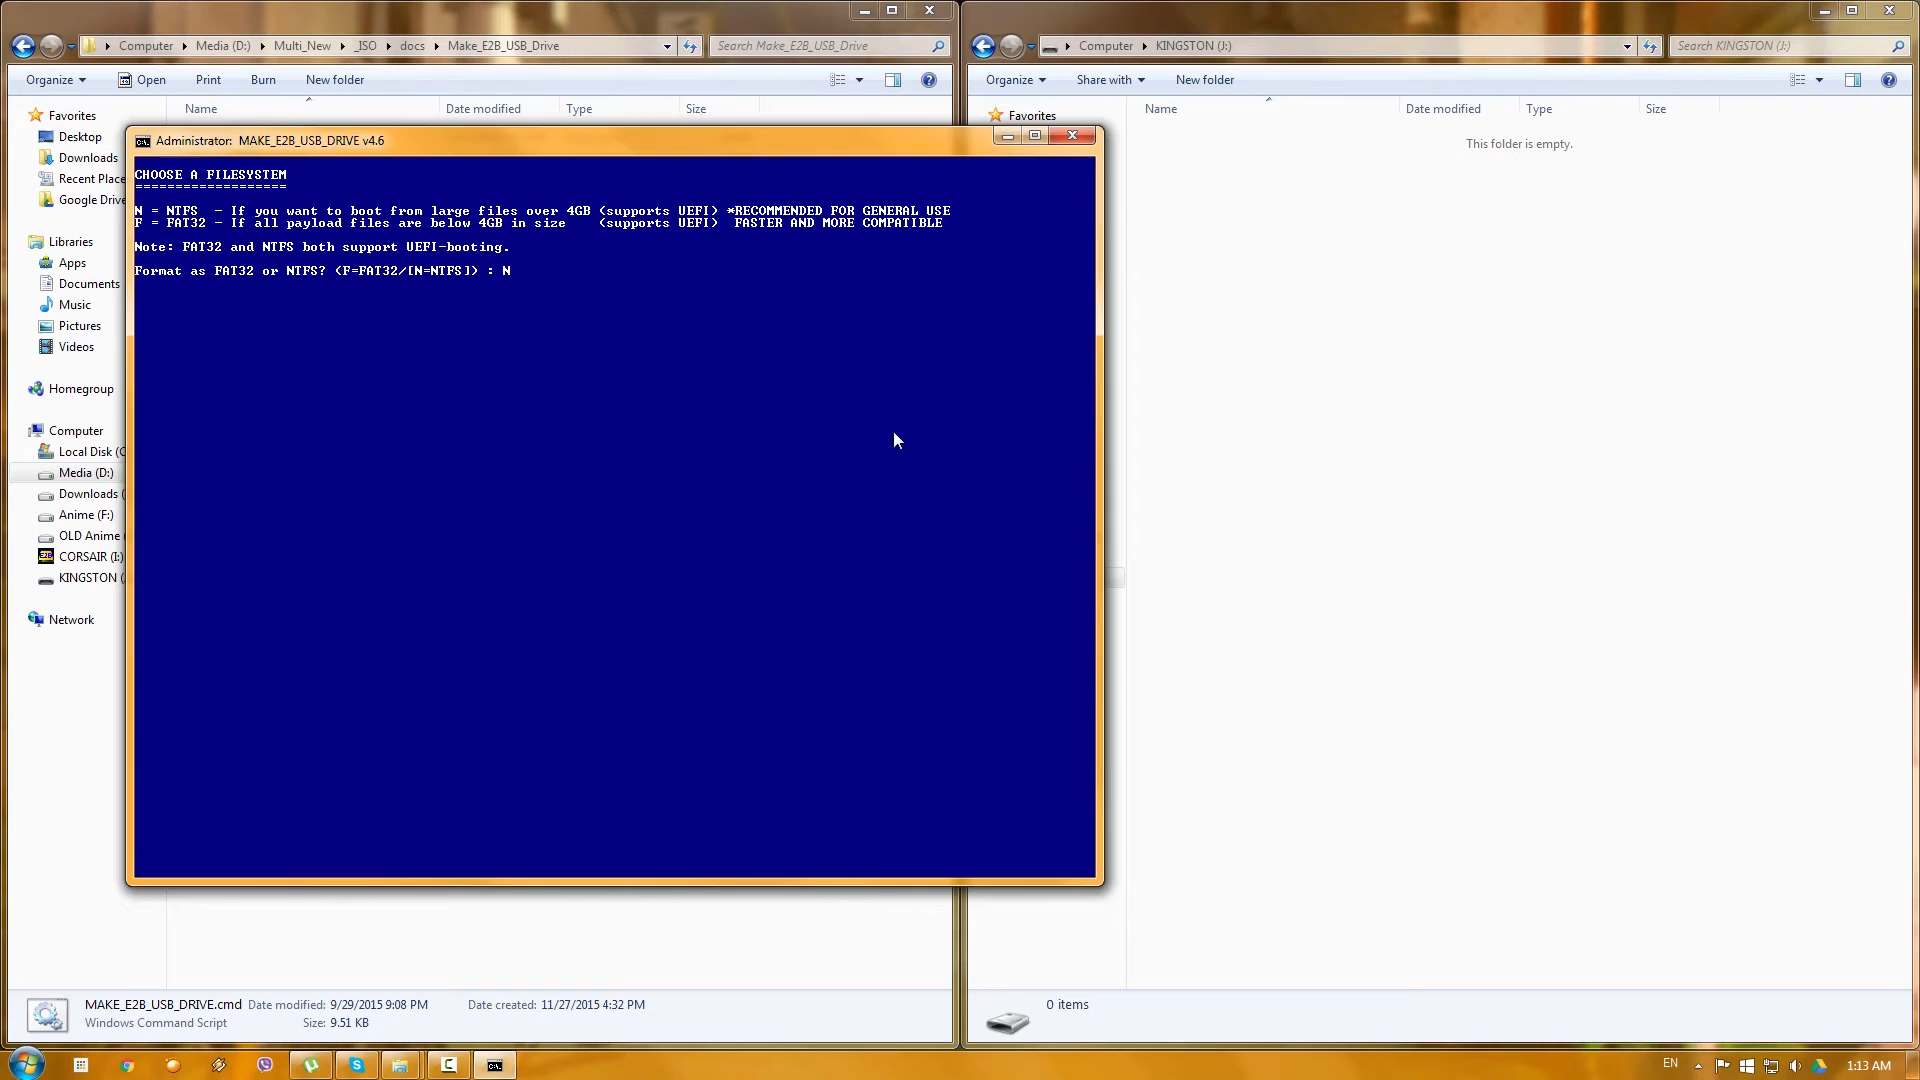 Computer Media (D:) Multi_New _ISO docs Make_E2B_USB_Drive
Search Make_E2B_USB_Drive
Organize Open Print Burn New folder
Name Date modified Type Size
Favorites
Desktop
Downloads
Recent Place
Google Drive
Libraries
Apps
Documents
Music
Pictures
Videos
Homegroup
Computer
Local Disk (C
Media (D:)
Downloads (
Anime (F:)
OLD Anime
CORSAIR (I:)
KINGSTON (
Network
Administrator: MAKE_E2B_USB_DRIVE v4.6
CHOOSE A FILESYSTEM
===================
N = NTFS - If you want to boot from large files over 4GB (supports UEFI) *RECOMMENDED FOR GENERAL USE
F = FAT32 - If all payload files are below 4GB in size (supports UEFI) FASTER AND MORE COMPATIBLE
Note: FAT32 and NTFS both support UEFI-booting.
Format as FAT32 or NTFS? (F=FAT32/[N=NTFS]) : N
MAKE_E2B_USB_DRIVE.cmd Date modified: 9/29/2015 9:08 PM Date created: 11/27/2015 4:32 PM
Windows Command Script Size: 9.51 KB
Computer KINGSTON (J:)
Search KINGSTON (J:)
Organize Share with New folder
Favorites
Name Date modified Type Size
This folder is empty.
0 items
EN
1:13 AM